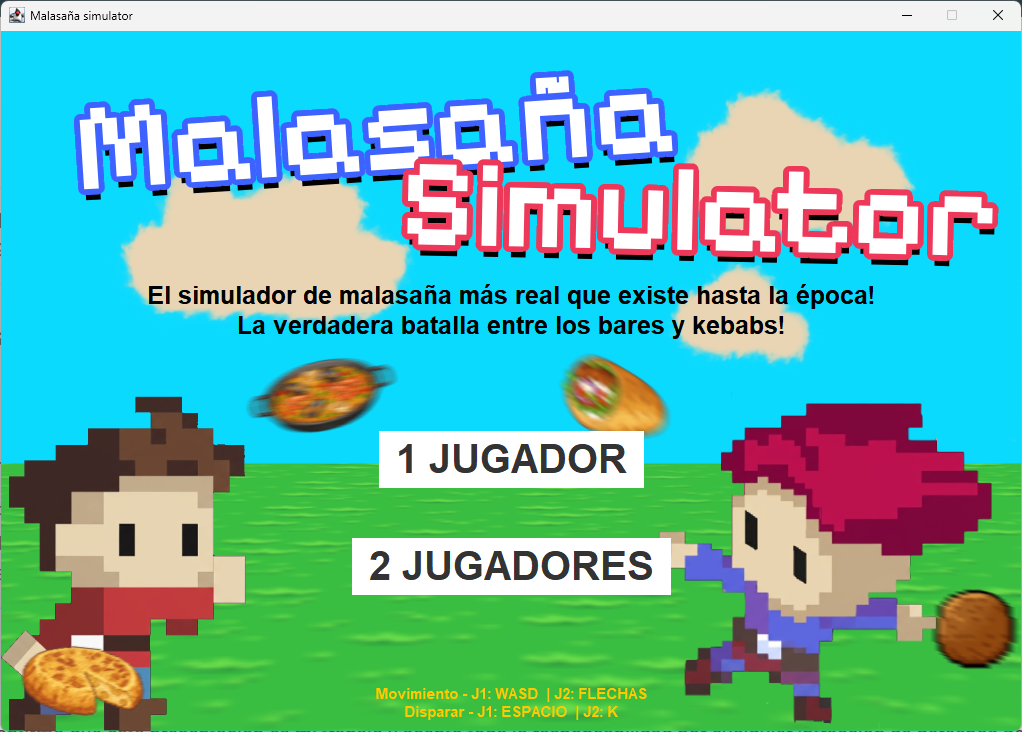 Malasaña simulator
Malasaña
Simulator
El simulador de malasaña más real que existe hasta la época!
La verdadera batalla entre los bares y kebabs!
1 JUGADOR
2 JUGADORES
Movimiento - J1: WASD | J2: FLECHAS
Disparar - J1: ESPACIO | J2: K